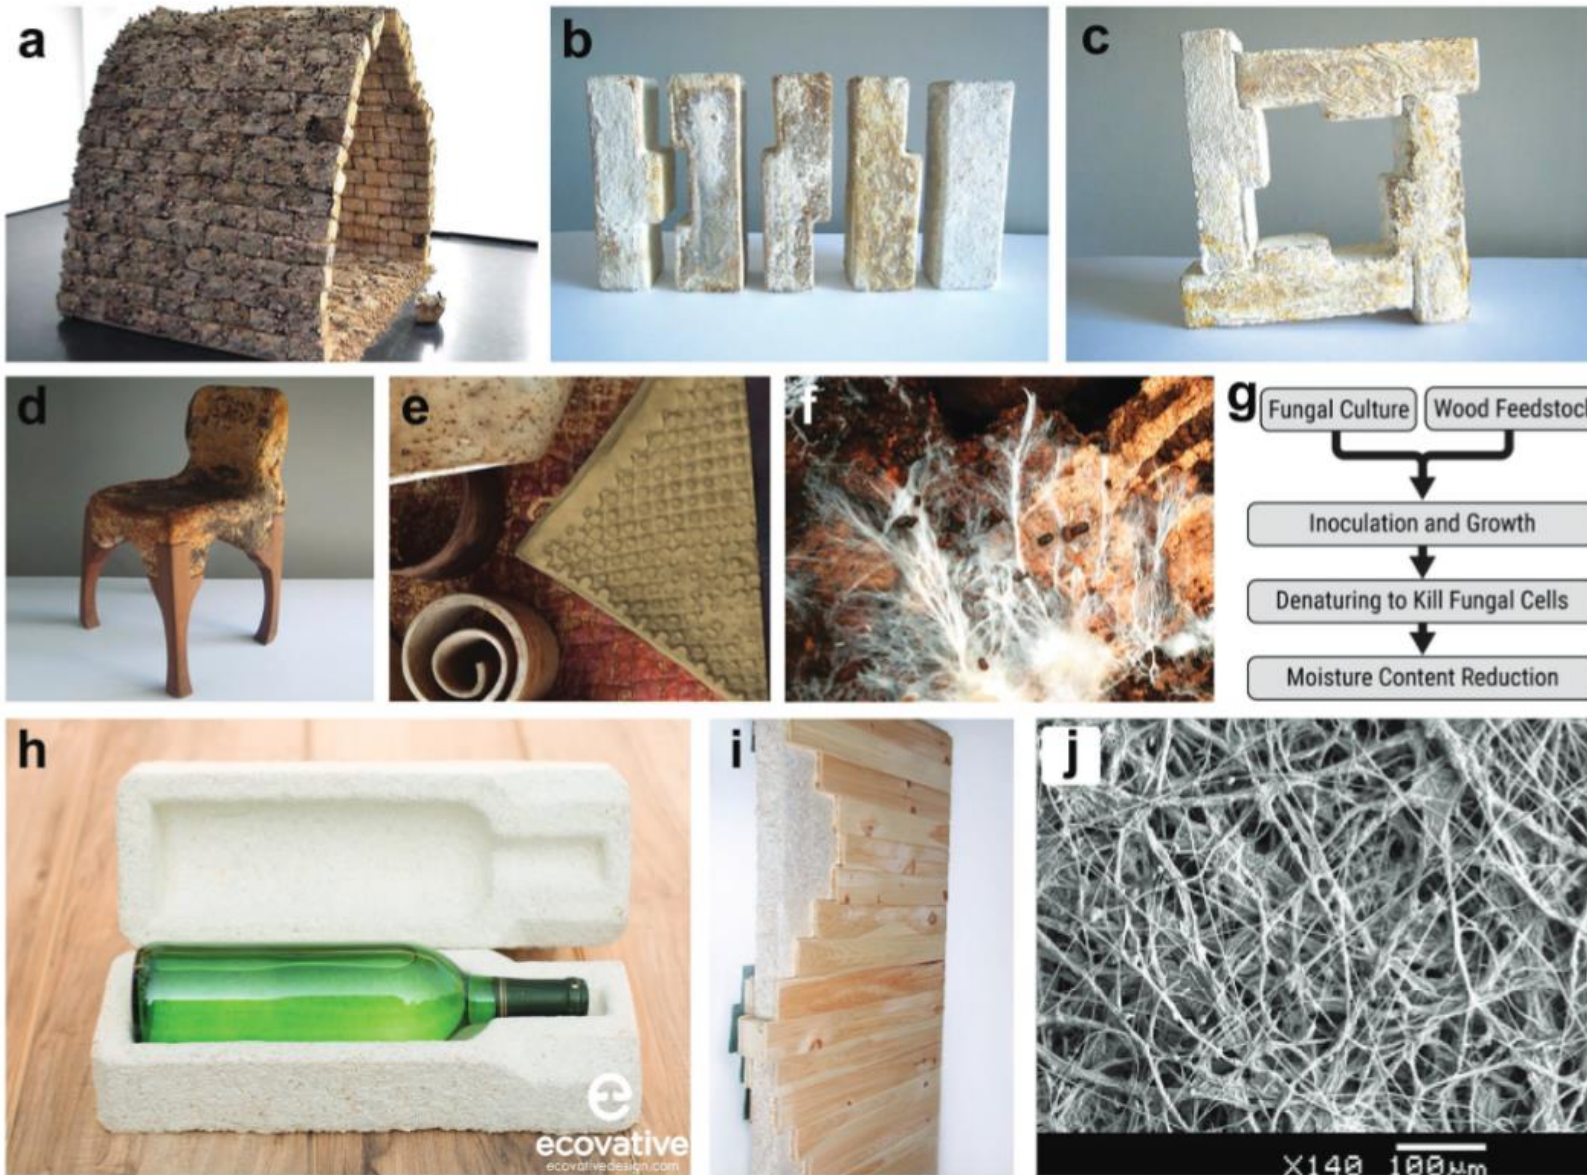 a
b
c
d
e
f
g
Fungal Culture
Wood Feedstock
Inoculation and Growth
Denaturing to Kill Fungal Cells
Moisture Content Reduction
h
e
ecovative
ecovativedesign.com
i
j
X140 100µm